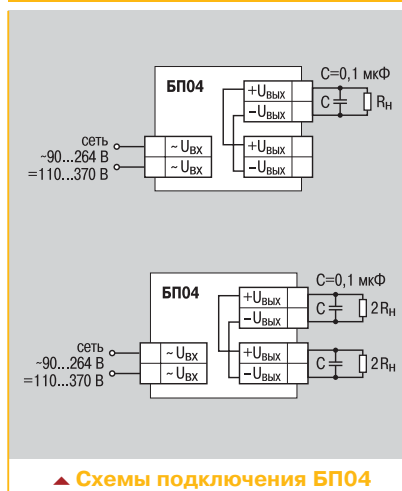 C=0,1 мкФ
БП04
+Uвых
−Uвых
C
Rн
сеть
~90...264 В
=110...370 В
~ Uвх
~ Uвх
+Uвых
−Uвых
C=0,1 мкФ
БП04
+Uвых
−Uвых
C
2Rн
сеть
~90...264 В
=110...370 В
~ Uвх
~ Uвх
+Uвых
−Uвых
C
2Rн
Схемы подключения БП04